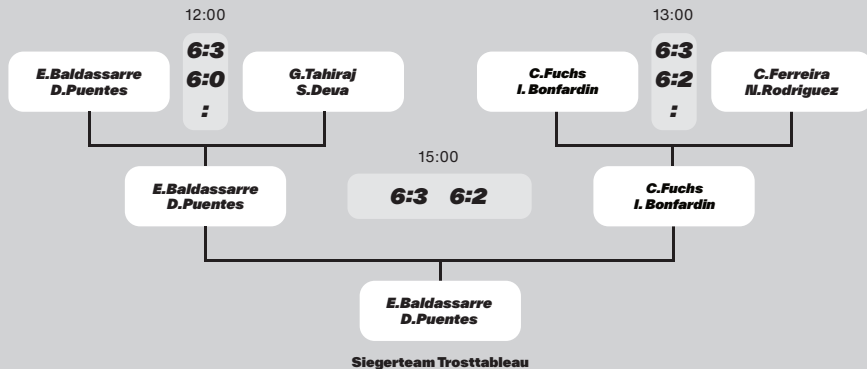 12:00
13:00
E.Baldassarre
D.Puentes
6:3
6:0
:
G.Tahiraj
S.Deva
C.Fuchs
I. Bonfardin
6:3
6:2
:
C.Ferreira
N.Rodriguez
15:00
E.Baldassarre
D.Puentes
6:3 6:2
C.Fuchs
I. Bonfardin
E.Baldassarre
D.Puentes
Siegerteam Trosttableau